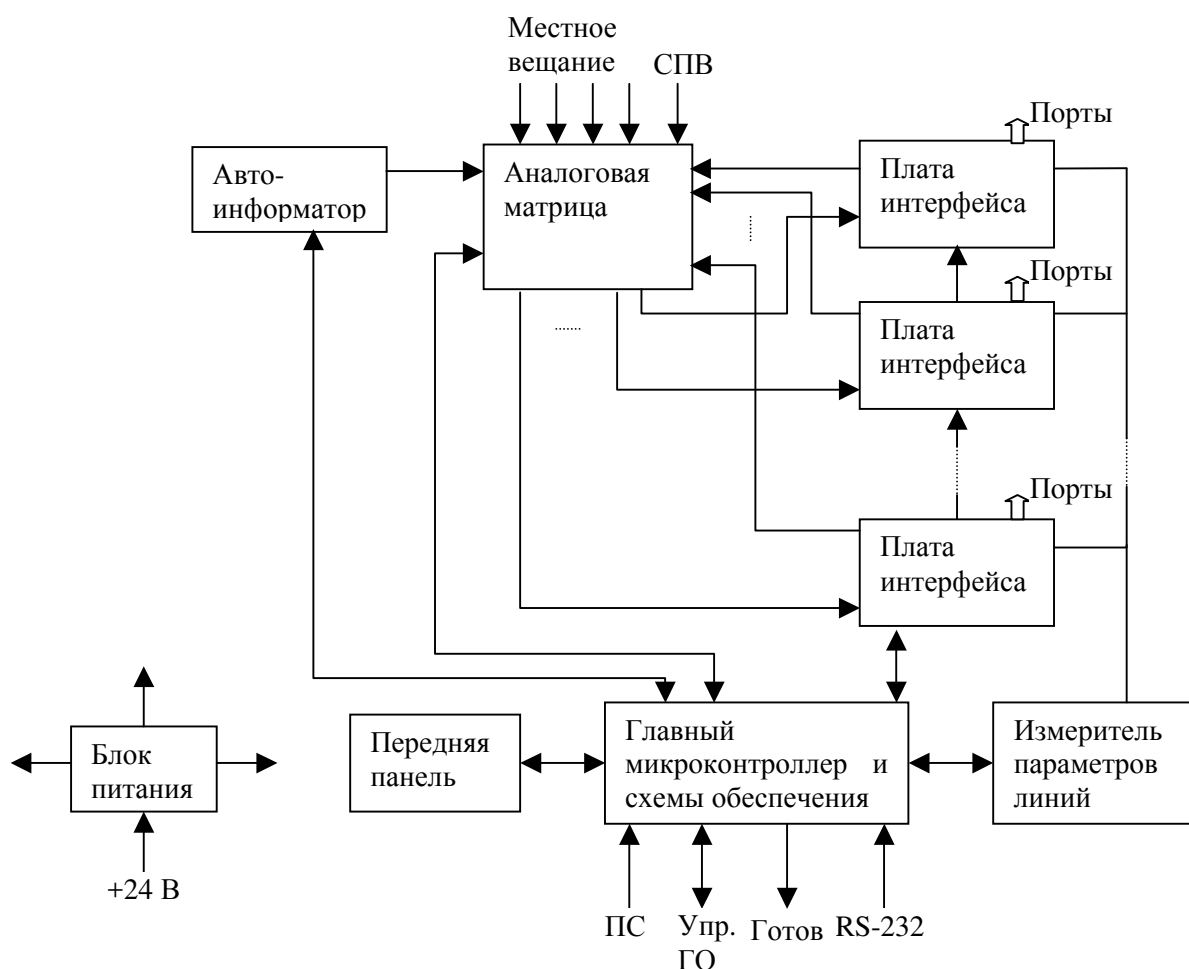 Местное
вещание
СПВ
Порты
Авто-
информатор
Аналоговая
матрица
Плата
интерфейса
Порты
Плата
интерфейса
Порты
Плата
интерфейса
Блок
питания
+24 В
Передняя
панель
Главный
микроконтроллер и
схемы обеспечения
Измеритель
параметров
линий
ПС
Упр.
ГО
Готов
RS-232